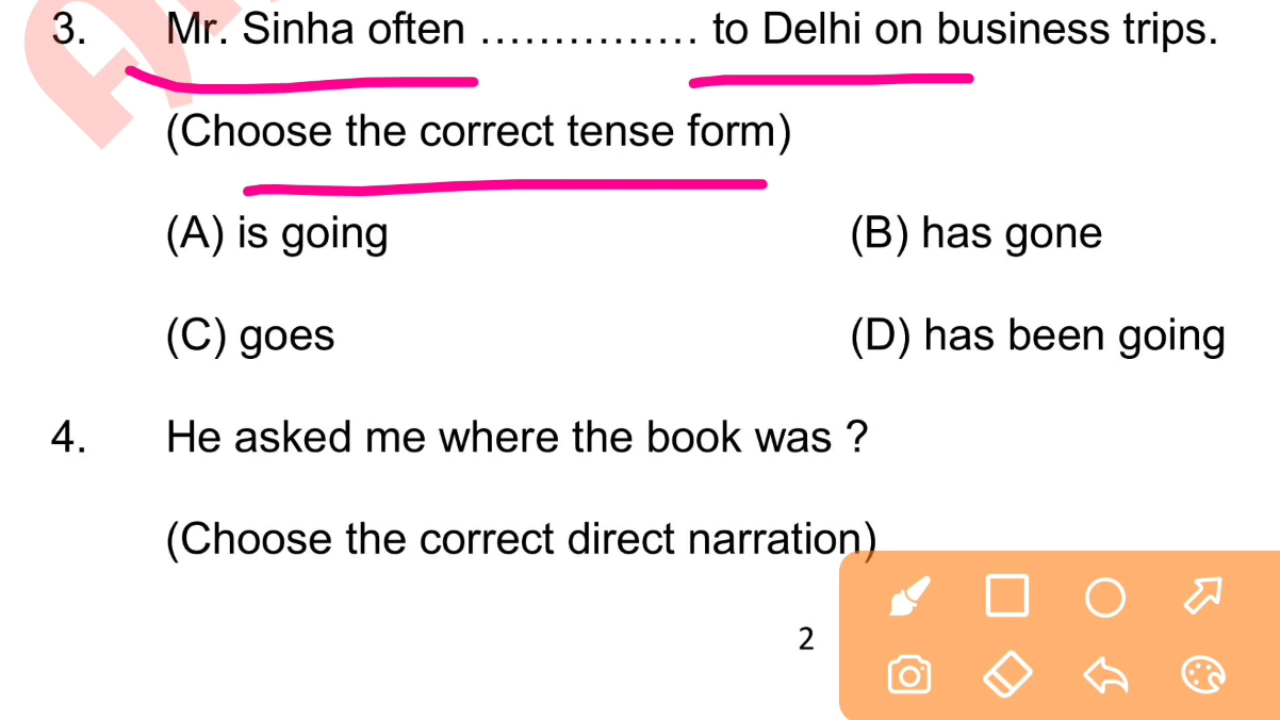 3. Mr. Sinha often ............... to Delhi on business trips.
(Choose the correct tense form)
(A) is going (B) has gone
(C) goes (D) has been going
4. He asked me where the book was ?
(Choose the correct direct narration)
2